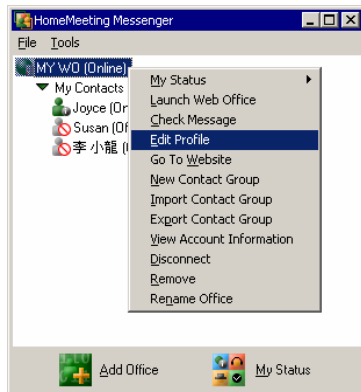 HomeMeeting Messenger
File Tools
MY WO (Online)
My Contacts
Joyce (Or
Susan (Of
李 小龍 (
My Status
Launch Web Office
Check Message
Edit Profile
Go To Website
New Contact Group
Import Contact Group
Export Contact Group
View Account Information
Disconnect
Remove
Rename Office
Add Office My Status